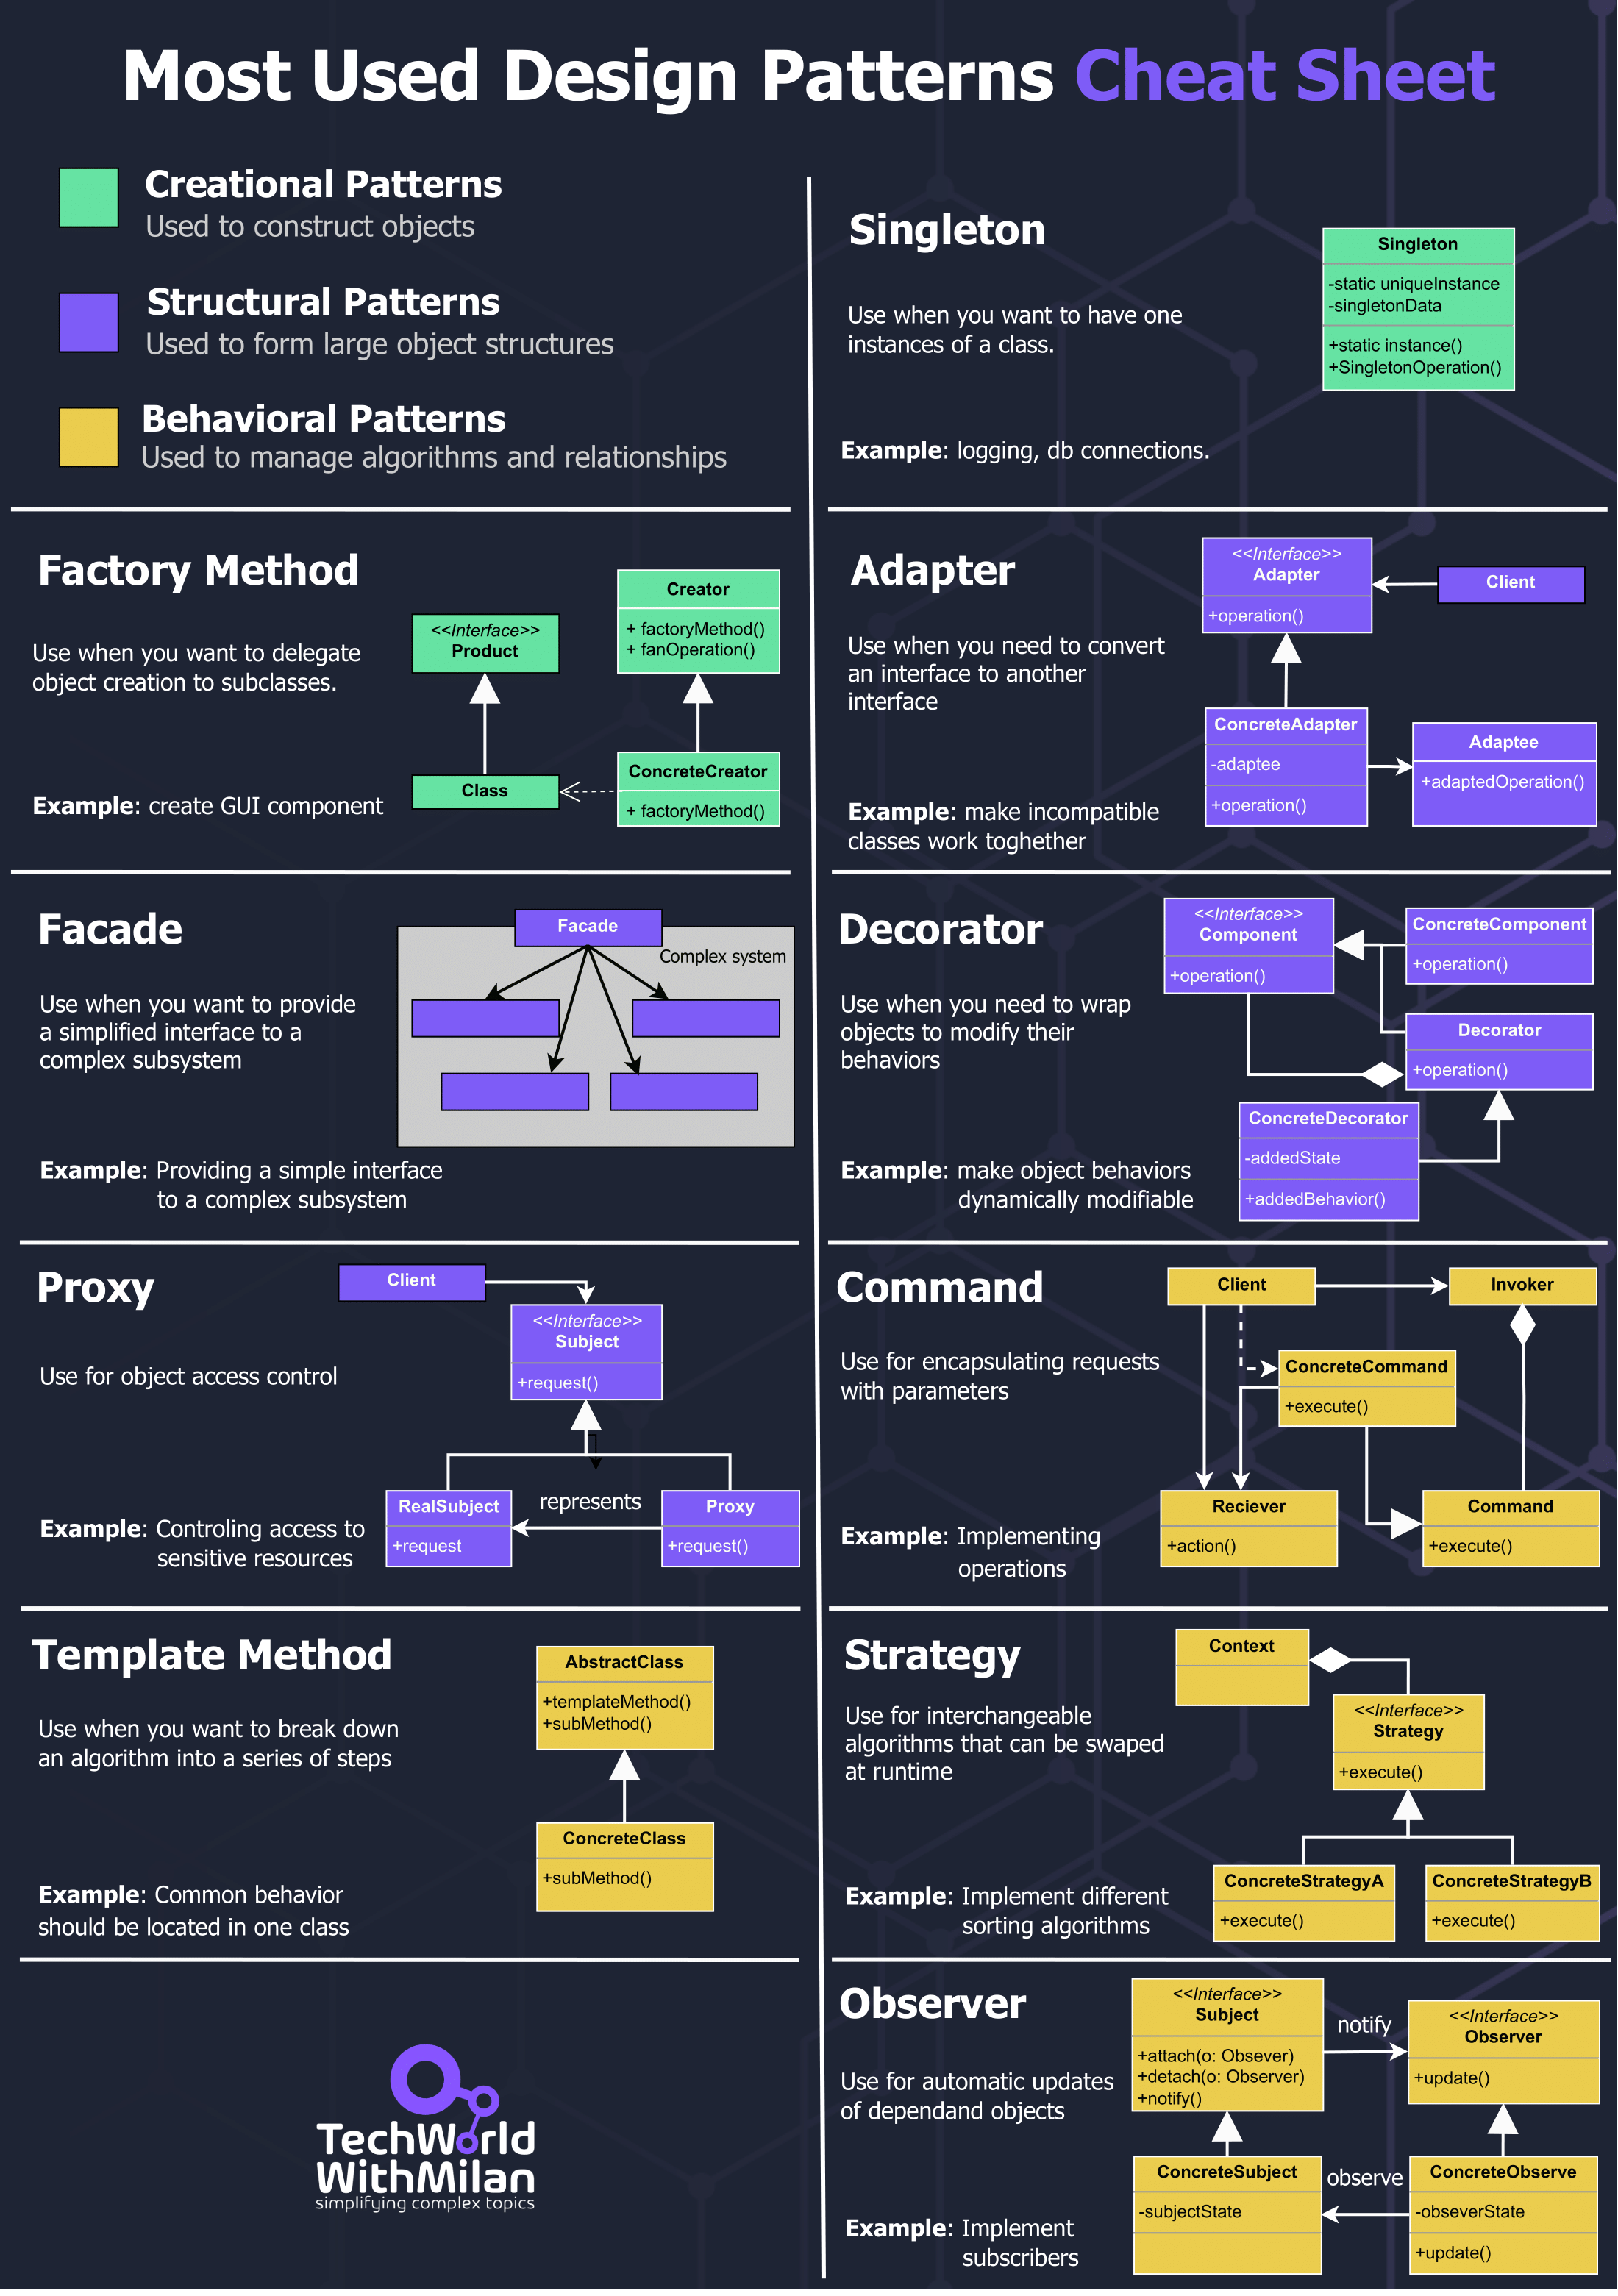 Most Used Design Patterns Cheat Sheet
Creational Patterns
Used to construct objects
Structural Patterns
Used to form large object structures
Behavioral Patterns
Used to manage algorithms and relationships
Singleton
Use when you want to have one
instances of a class.
Example: logging, db connections.
Singleton
-static uniqueInstance
-singletonData
+static instance()
+SingletonOperation()
Factory Method
Use when you want to delegate
object creation to subclasses.
Example: create GUI component
<<Interface>>
Product
Creator
+ factoryMethod()
+ fanOperation()
Class
ConcreteCreator
+ factoryMethod()
Adapter
Use when you need to convert
an interface to another
interface
Example: make incompatible
classes work toghether
<<Interface>>
Adapter
+operation()
Client
ConcreteAdapter
-adaptee
+operation()
Adaptee
+adaptedOperation()
Facade
Use when you want to provide
a simplified interface to a
complex subsystem
Example: Providing a simple interface
to a complex subsystem
Facade
Complex system
Decorator
Use when you need to wrap
objects to modify their
behaviors
Example: make object behaviors
dynamically modifiable
<<Interface>>
Component
+operation()
ConcreteComponent
+operation()
Decorator
+operation()
ConcreteDecorator
-addedState
+addedBehavior()
Proxy
Use for object access control
Example: Controling access to
sensitive resources
Client
<<Interface>>
Subject
+request()
RealSubject
+request
represents
Proxy
+request()
Command
Use for encapsulating requests
with parameters
Example: Implementing
operations
Client
Invoker
ConcreteCommand
+execute()
Reciever
+action()
Command
+execute()
Template Method
Use when you want to break down
an algorithm into a series of steps
Example: Common behavior
should be located in one class
AbstractClass
+templateMethod()
+subMethod()
ConcreteClass
+subMethod()
Strategy
Use for interchangeable
algorithms that can be swaped
at runtime
Example: Implement different
sorting algorithms
Context
<<Interface>>
Strategy
+execute()
ConcreteStrategyA
+execute()
ConcreteStrategyB
+execute()
TechWorld
WithMilan
simplifying complex topics
Observer
Use for automatic updates
of dependand objects
Example: Implement
subscribers
<<Interface>>
Subject
+attach(o: Obsever)
+detach(o: Observer)
+notify()
notify
<<Interface>>
Observer
+update()
ConcreteSubject
-subjectState
observe
ConcreteObserve
-obseverState
+update()